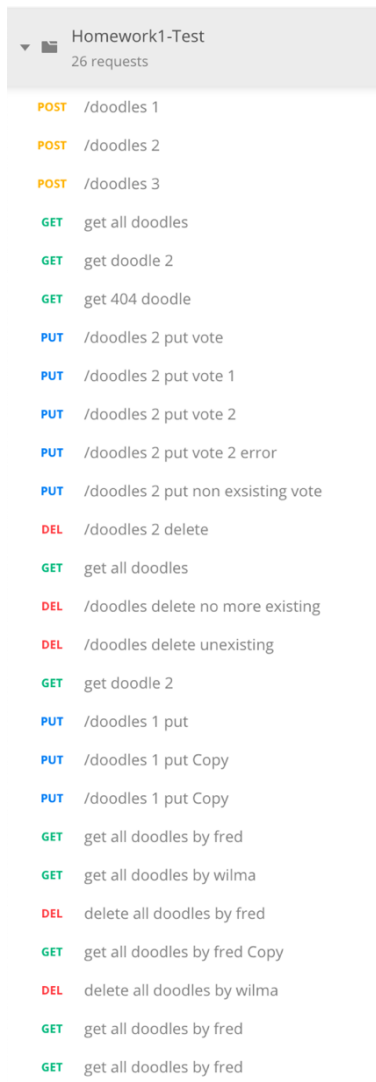 Homework1-Test
26 requests
POST /doodles 1
POST /doodles 2
POST /doodles 3
GET get all doodles
GET get doodle 2
GET get 404 doodle
PUT /doodles 2 put vote
PUT /doodles 2 put vote 1
PUT /doodles 2 put vote 2
PUT /doodles 2 put vote 2 error
PUT /doodles 2 put non exsisting vote
DEL /doodles 2 delete
GET get all doodles
DEL /doodles delete no more existing
DEL /doodles delete unexisting
GET get doodle 2
PUT /doodles 1 put
PUT /doodles 1 put Copy
PUT /doodles 1 put Copy
GET get all doodles by fred
GET get all doodles by wilma
DEL delete all doodles by fred
GET get all doodles by fred Copy
DEL delete all doodles by wilma
GET get all doodles by fred
GET get all doodles by fred